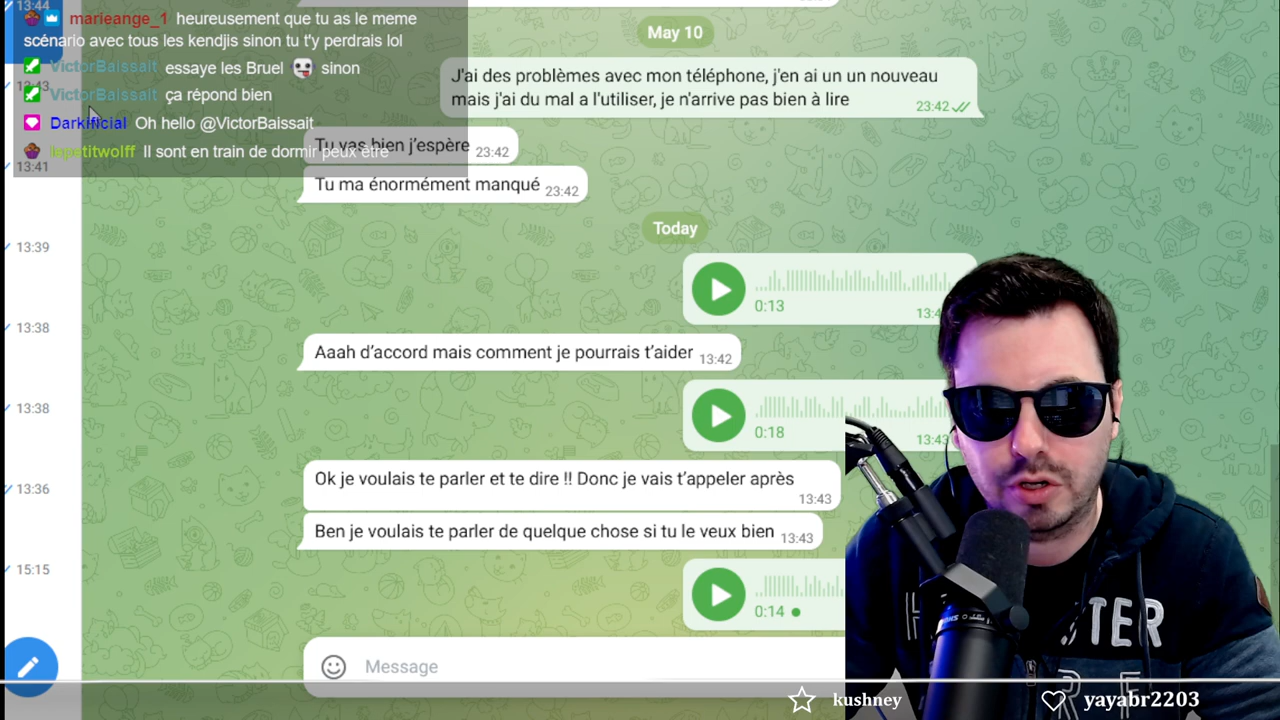 13:44
marieange_1 heureusement que tu as le meme
scénario avec tous les kendjis sinon tu t'y perdrais lol
VictorBaissait essaye les Bruel sinon
VictorBaissait ça répond bien
Darkificial Oh hello @VictorBaissait
lepetitwolff Il sont en train de dormir peux etre
13:43
13:41
13:39
13:38
13:38
13:36
15:15
May 10
J'ai des problèmes avec mon téléphone, j'en ai un un nouveau
mais j'ai du mal a l'utiliser, je n'arrive pas bien à lire
23:42
Tu vas bien j'espère 23:42
Tu ma énormément manqué 23:42
Today
0:13
Aaah d'accord mais comment je pourrais t'aider 13:42
0:18 13:43
Ok je voulais te parler et te dire !! Donc je vais t'appeler après
13:43
Ben je voulais te parler de quelque chose si tu le veux bien 13:43
0:14
Message
STER
kushney
yayabr2203